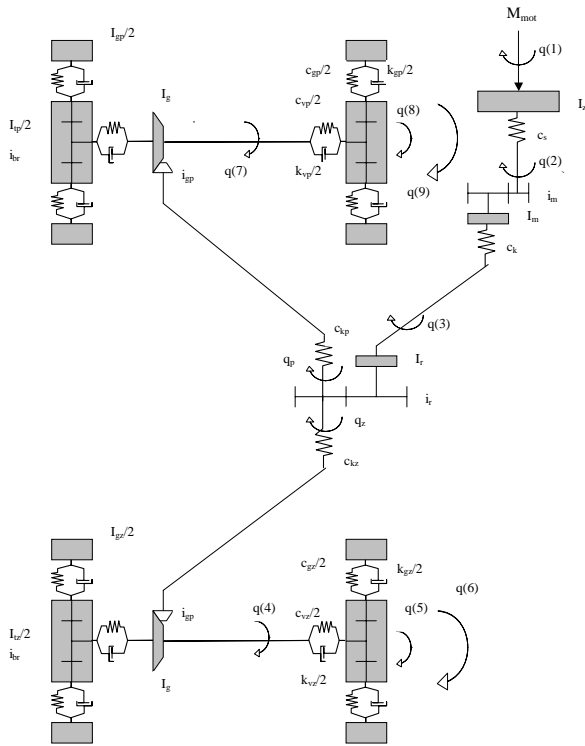 M_mot
I_gp/2
q(1)
I_g
c_gp/2
k_gp/2
c_vp/2
c_s
I_tp/2
q(8)
i_br
q(2)
q(7)
i_gp
k_vp/2
q(9)
i_m
I_m
c_k
q(3)
c_kp
q_p
I_r
i_r
q_z
c_kz
I_gz/2
c_gz/2
k_gz/2
q(6)
i_gp
q(4)
c_vz/2
q(5)
I_tz/2
i_br
I_g
k_vz/2